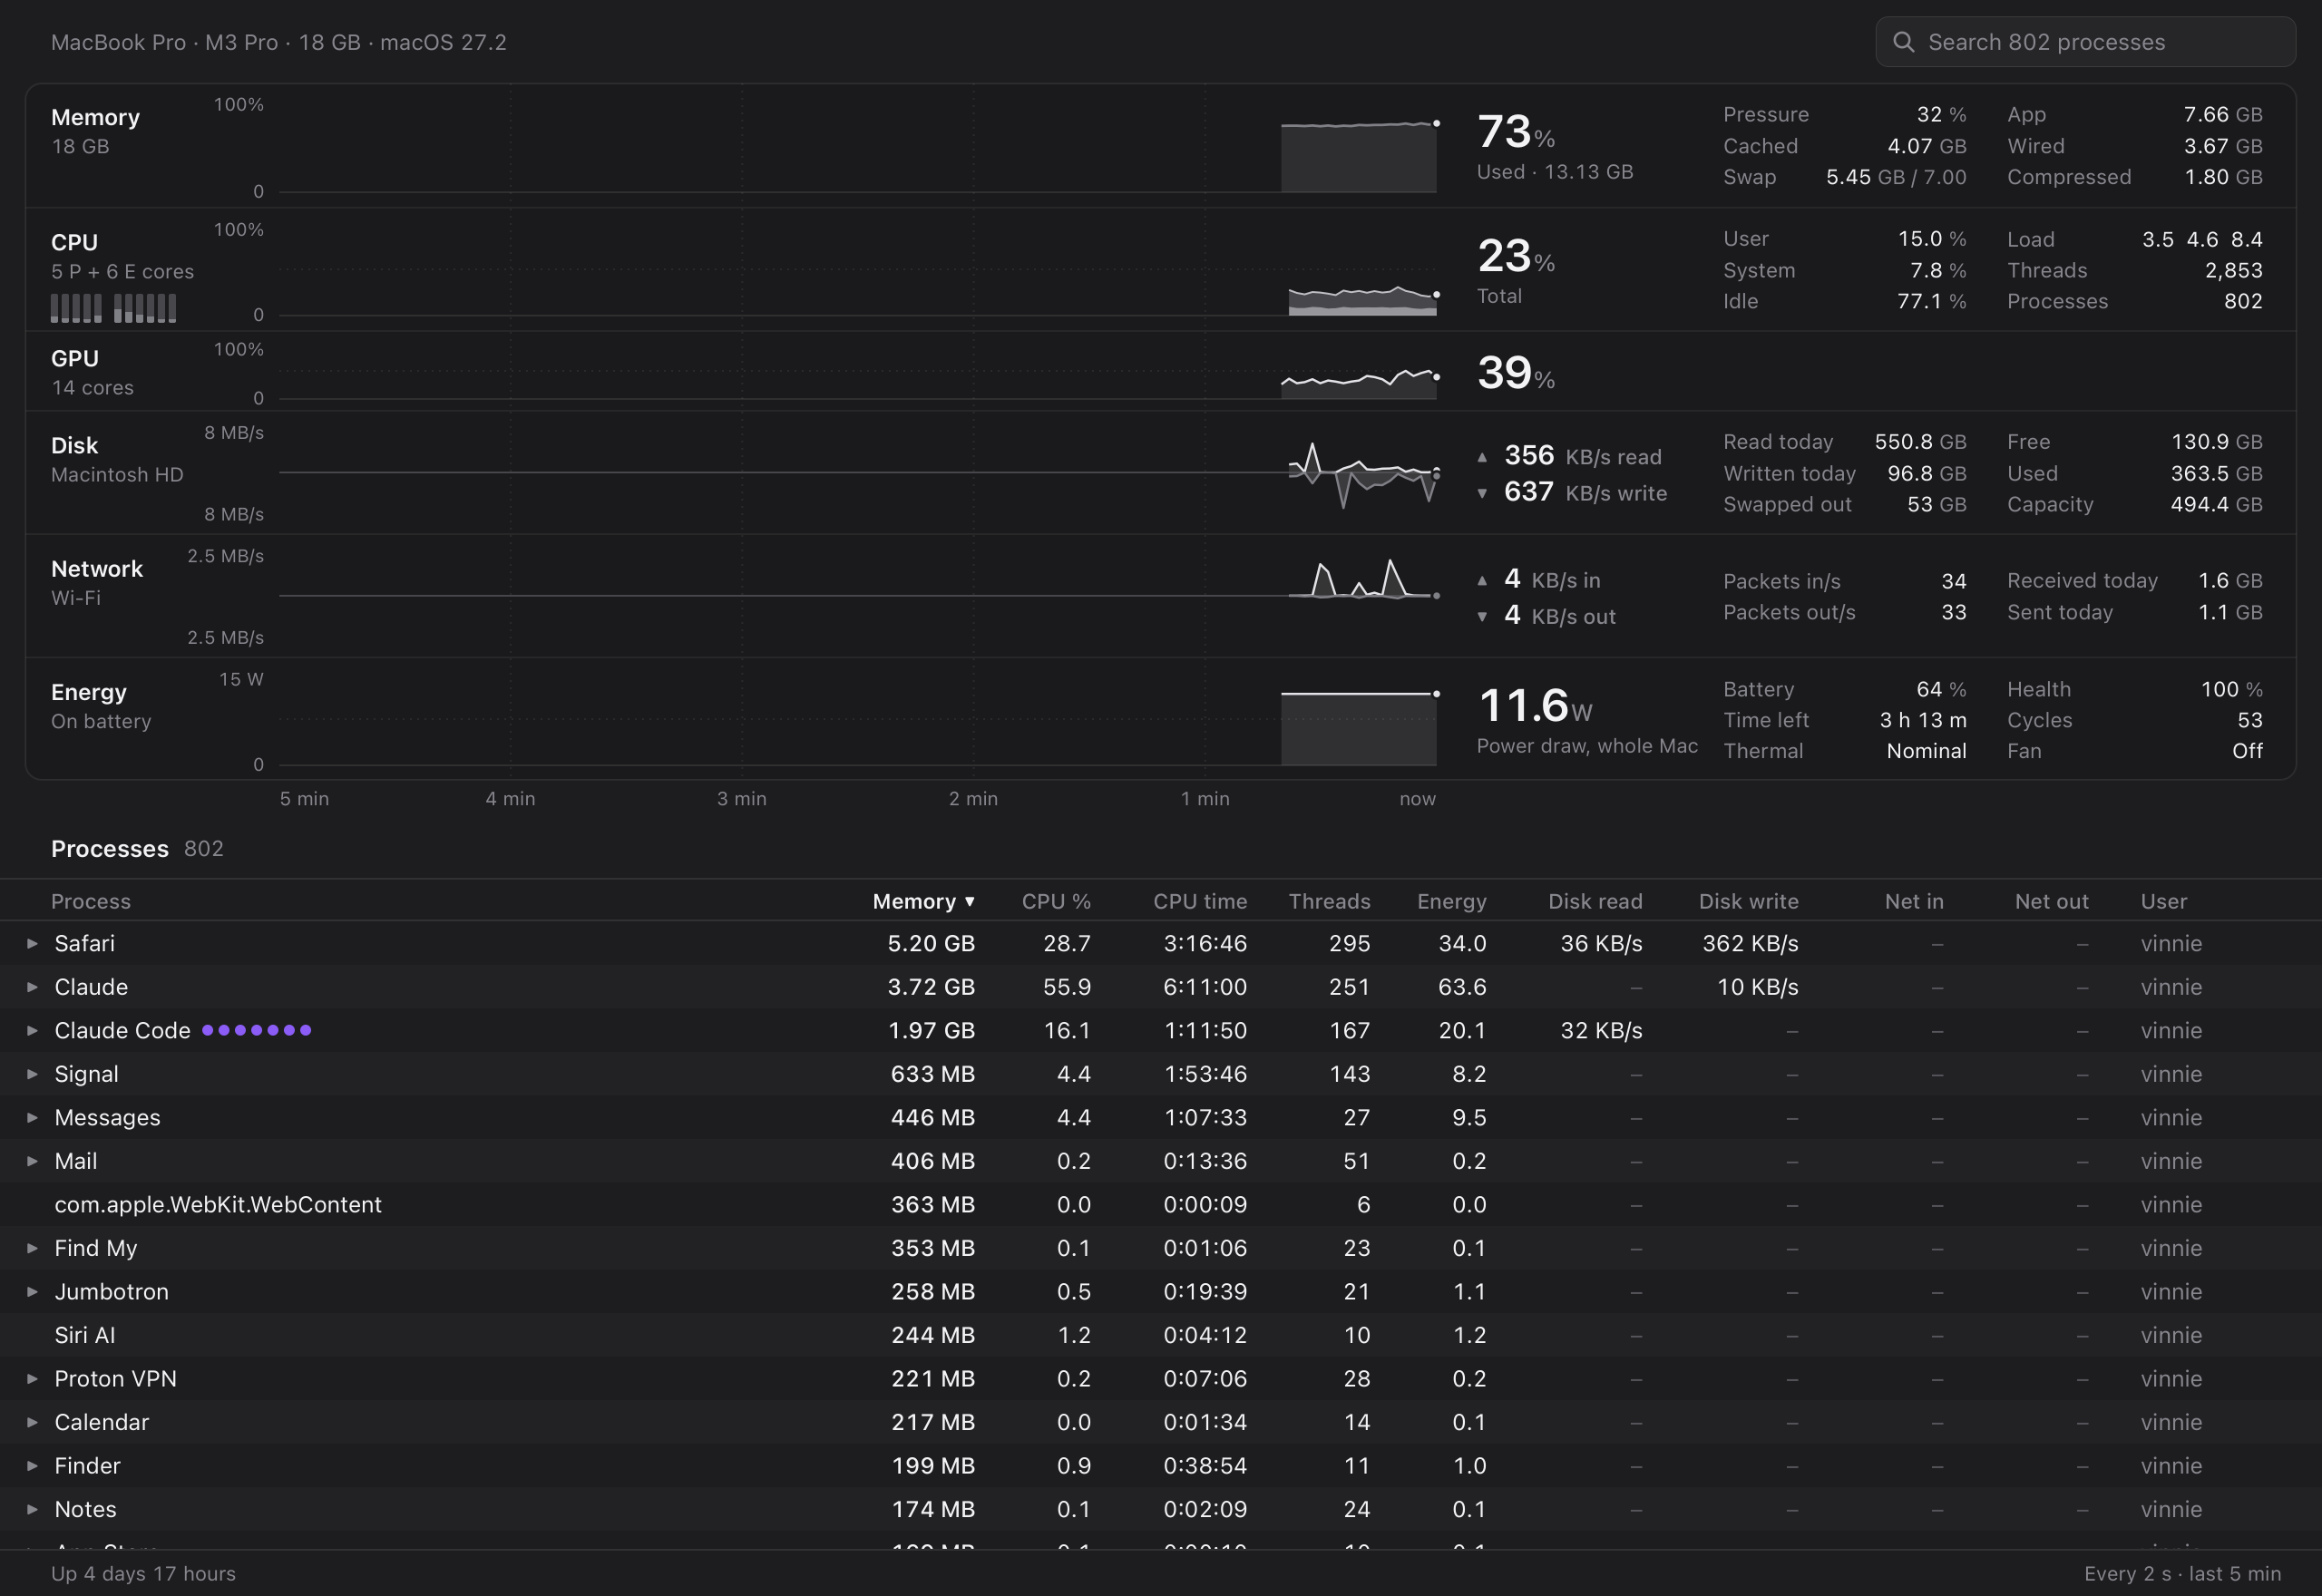 MacBook Pro · M3 Pro · 18 GB · macOS 27.2
Search 802 processes
Memory
18 GB
100%
0
73%
Used · 13.13 GB
Pressure 32 %
Cached 4.07 GB
Swap 5.45 GB / 7.00
App 7.66 GB
Wired 3.67 GB
Compressed 1.80 GB
CPU
5 P + 6 E cores
100%
0
23%
Total
User 15.0 %
System 7.8 %
Idle 77.1 %
Load 3.5 4.6 8.4
Threads 2,853
Processes 802
GPU
14 cores
100%
0
39%
Disk
Macintosh HD
8 MB/s
8 MB/s
▲ 356 KB/s read
▼ 637 KB/s write
Read today 550.8 GB
Written today 96.8 GB
Swapped out 53 GB
Free 130.9 GB
Used 363.5 GB
Capacity 494.4 GB
Network
Wi-Fi
2.5 MB/s
2.5 MB/s
▲ 4 KB/s in
▼ 4 KB/s out
Packets in/s 34
Packets out/s 33
Received today 1.6 GB
Sent today 1.1 GB
Energy
On battery
15 W
0
11.6W
Power draw, whole Mac
Battery 64 %
Time left 3 h 13 m
Thermal Nominal
Health 100 %
Cycles 53
Fan Off
5 min 4 min 3 min 2 min 1 min now
Processes 802
Process Memory ▼ CPU % CPU time Threads Energy Disk read Disk write Net in Net out User
Safari 5.20 GB 28.7 3:16:46 295 34.0 36 KB/s 362 KB/s – – vinnie
Claude 3.72 GB 55.9 6:11:00 251 63.6 – 10 KB/s – – vinnie
Claude Code 1.97 GB 16.1 1:11:50 167 20.1 32 KB/s – – – vinnie
Signal 633 MB 4.4 1:53:46 143 8.2 – – – – vinnie
Messages 446 MB 4.4 1:07:33 27 9.5 – – – – vinnie
Mail 406 MB 0.2 0:13:36 51 0.2 – – – – vinnie
com.apple.WebKit.WebContent 363 MB 0.0 0:00:09 6 0.0 – – – – vinnie
Find My 353 MB 0.1 0:01:06 23 0.1 – – – – vinnie
Jumbotron 258 MB 0.5 0:19:39 21 1.1 – – – – vinnie
Siri AI 244 MB 1.2 0:04:12 10 1.2 – – – – vinnie
Proton VPN 221 MB 0.2 0:07:06 28 0.2 – – – – vinnie
Calendar 217 MB 0.0 0:01:34 14 0.1 – – – – vinnie
Finder 199 MB 0.9 0:38:54 11 1.0 – – – – vinnie
Notes 174 MB 0.1 0:02:09 24 0.1 – – – – vinnie
Up 4 days 17 hours
Every 2 s · last 5 min